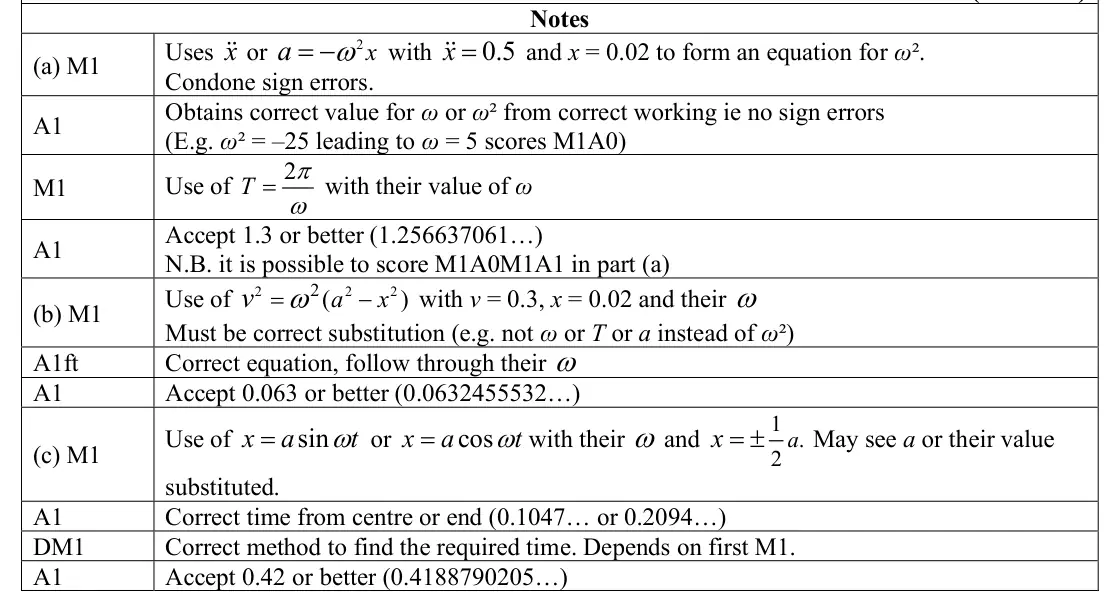 Notes
(a) M1 Uses ẍ or a = −ω²x with ẍ = 0.5 and x = 0.02 to form an equation for ω².
Condone sign errors.
A1 Obtains correct value for ω or ω² from correct working ie no sign errors
(E.g. ω² = –25 leading to ω = 5 scores M1A0)
M1 Use of T = 2π/ω with their value of ω
A1 Accept 1.3 or better (1.256637061…)
N.B. it is possible to score M1A0M1A1 in part (a)
(b) M1 Use of v² = ω²(a² − x²) with v = 0.3, x = 0.02 and their ω
Must be correct substitution (e.g. not ω or T or a instead of ω²)
A1ft Correct equation, follow through their ω
A1 Accept 0.063 or better (0.0632455532…)
(c) M1 Use of x = a sin ωt or x = a cos ωt with their ω and x = ±1/2 a. May see a or their value
substituted.
A1 Correct time from centre or end (0.1047… or 0.2094…)
DM1 Correct method to find the required time. Depends on first M1.
A1 Accept 0.42 or better (0.4188790205…)